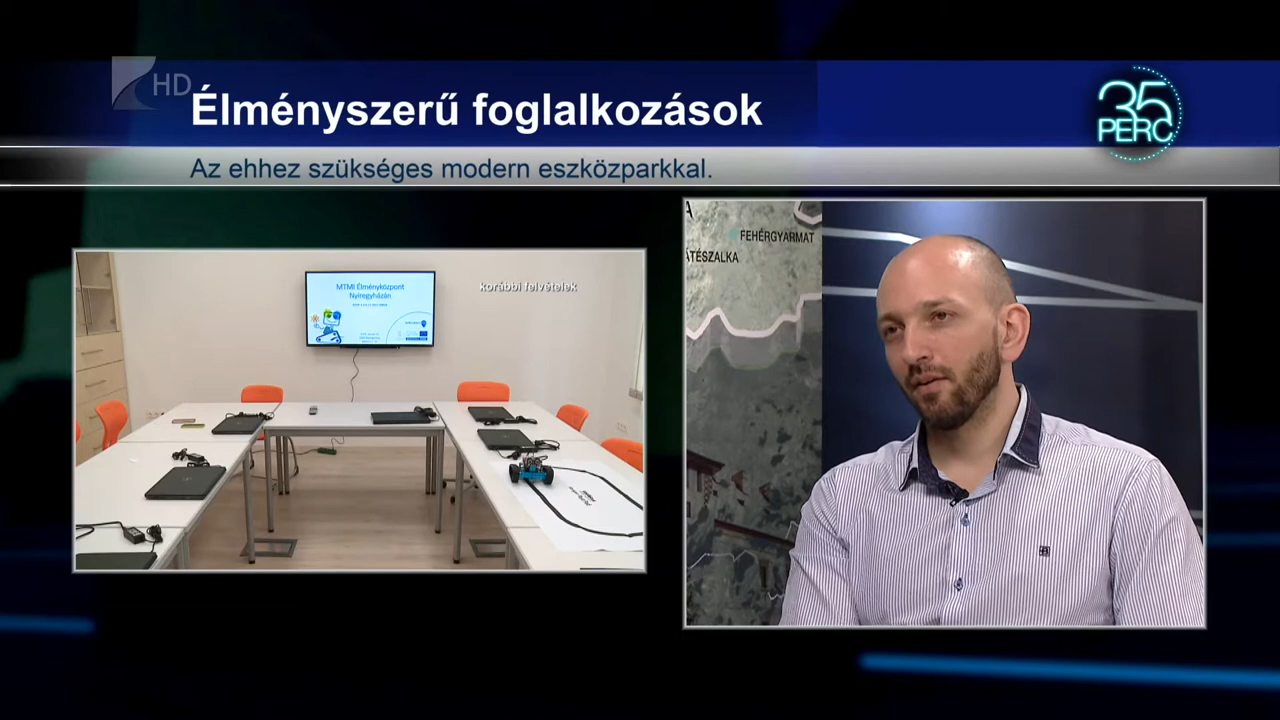 HD
Élményszerű foglalkozások
35
PERC
Az ehhez szükséges modern eszközparkkal.
FEHÉRGYARMAT
ÁTÉSZALKA
korábbi felvételek
MTMI Élményközpont
Nyíregyházán